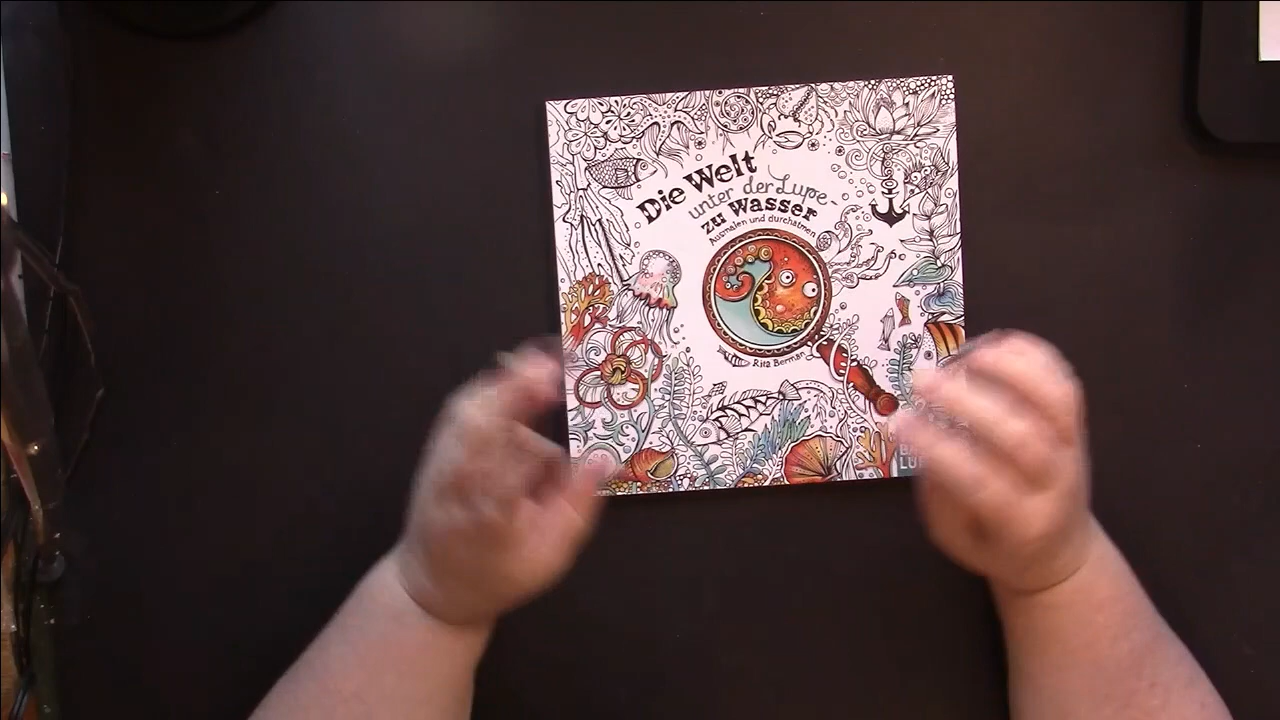 Die Welt
unter der Lupe-
zu Wasser
Ausmalen und durchatmen
Rita Berman